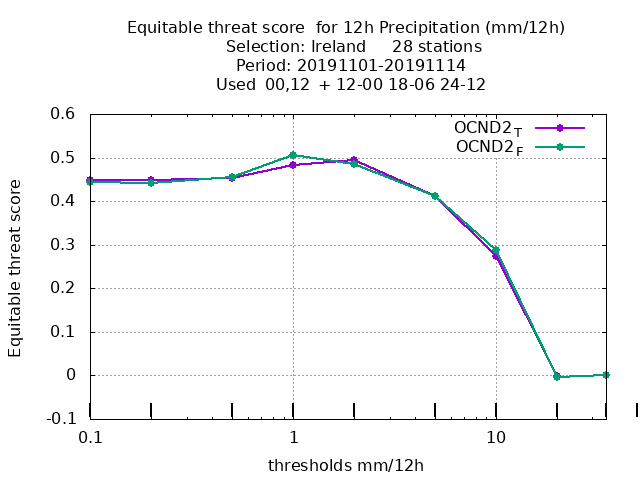 Equitable threat score  for 12h Precipitation (mm/12h)
Selection: Ireland     28 stations
Period: 20191101-20191114
Used  00,12  + 12-00 18-06 24-12
OCND2T
OCND2F
Equitable threat score
0.6
0.5
0.4
0.3
0.2
0.1
0
-0.1
0.1 1 10
thresholds mm/12h